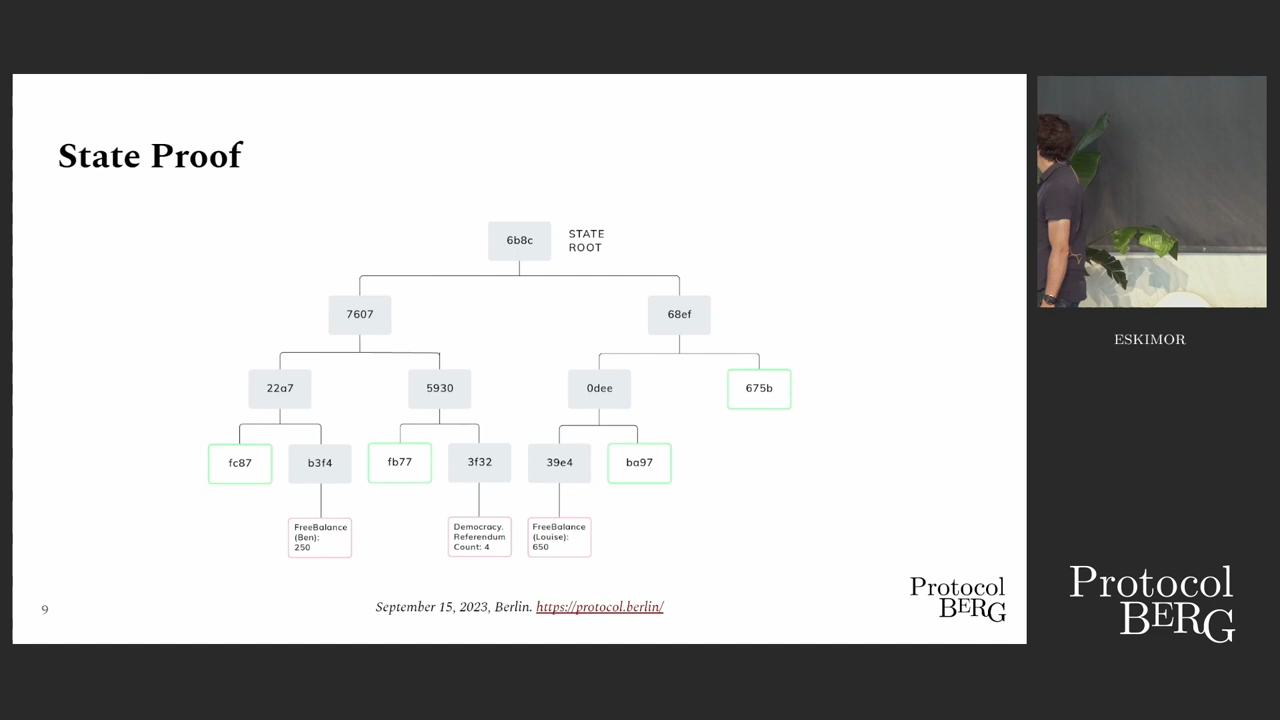 State Proof
6b8c
STATE
ROOT
7607
68ef
22a7
5930
0dee
675b
fc87
b3f4
fb77
3f32
39e4
ba97
FreeBalance
(Ben):
250
Democracy.
Referendum
Count: 4
FreeBalance
(Louise):
650
9
September 15, 2023, Berlin. https://protocol.berlin/
Protocol
BERG
ESKIMOR
Protocol
BERG